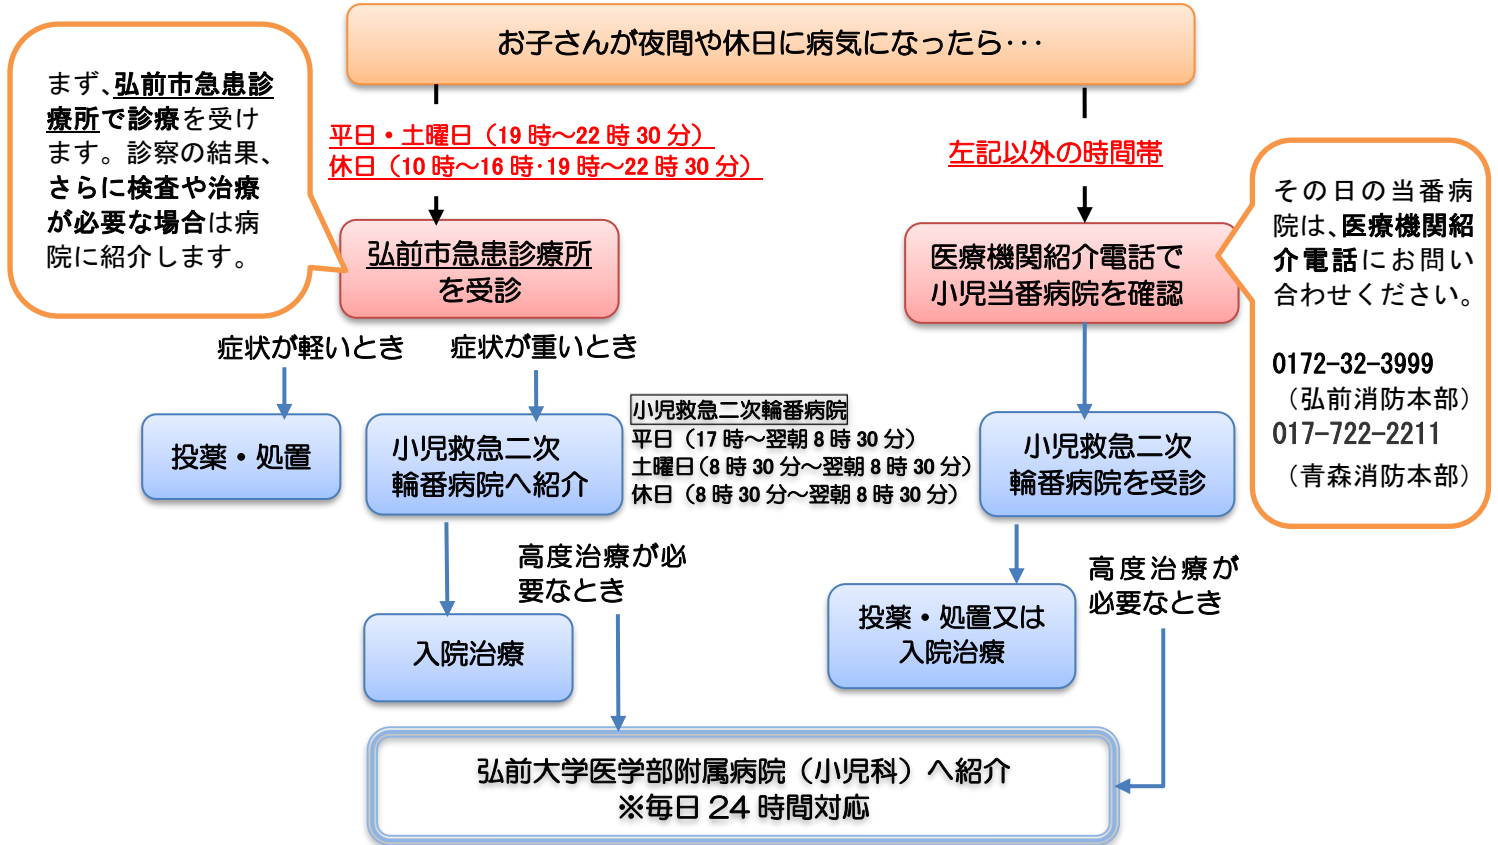 お子さんが夜間や休日に病気になったら・・・
まず、弘前市急患診
療所で診療を受け
ます。診察の結果、
さらに検査や治療
が必要な場合は病
院に紹介します。
平日・土曜日（19時～22時30分）
休日（10時～16時・19時～22時30分）
左記以外の時間帯
弘前市急患診療所
を受診
医療機関紹介電話で
小児当番病院を確認
その日の当番病
院は、医療機関紹
介電話にお問い
合わせください。
0172-32-3999
（弘前消防本部）
017-722-2211
（青森消防本部）
症状が軽いとき
症状が重いとき
投薬・処置
小児救急二次
輪番病院へ紹介
小児救急二次輪番病院
平日（17時～翌朝8時30分）
土曜日（8時30分～翌朝8時30分）
休日（8時30分～翌朝8時30分）
小児救急二次
輪番病院を受診
高度治療が必
要なとき
入院治療
投薬・処置又は
入院治療
高度治療が
必要なとき
弘前大学医学部附属病院（小児科）へ紹介
※毎日24時間対応